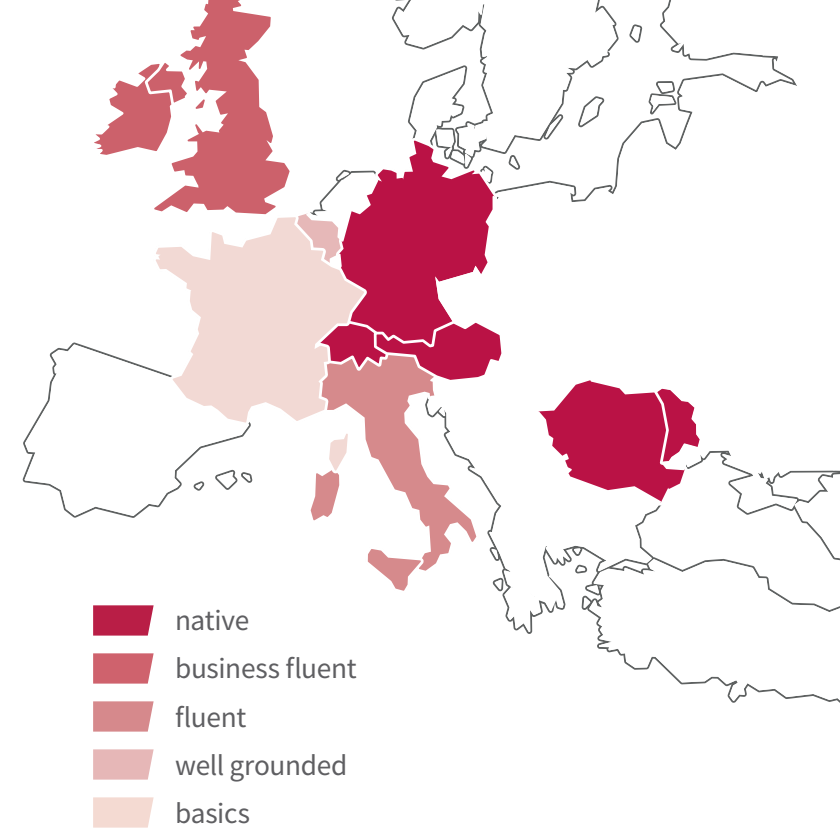 native
business fluent
fluent
well grounded
basics